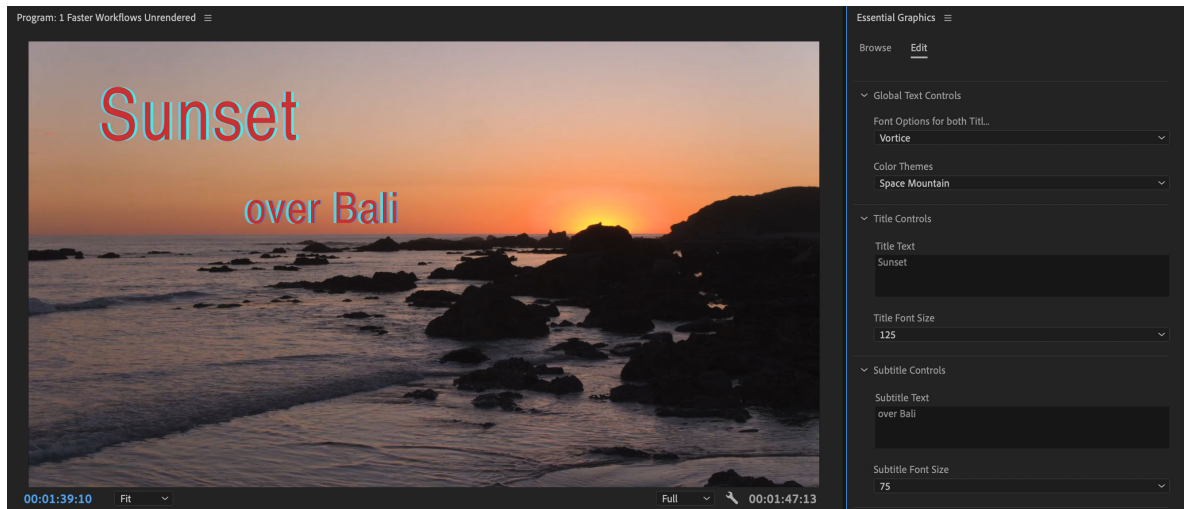 Program: 1 Faster Workflows Unrendered
Sunset
over Bali
00:01:39:10
Fit
Full
00:01:47:13
Essential Graphics
Browse
Edit
Global Text Controls
Font Options for both Titl...
Vortice
Color Themes
Space Mountain
Title Controls
Title Text
Sunset
Title Font Size
125
Subtitle Controls
Subtitle Text
over Bali
Subtitle Font Size
75